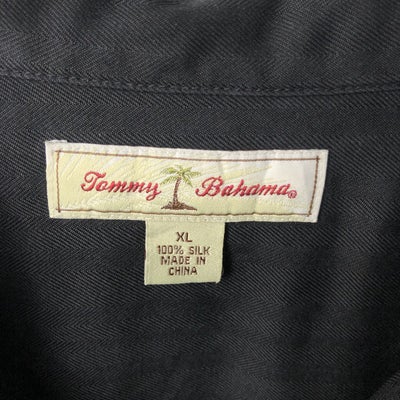 Tommy Bahama®
XL
100% SILK
MADE IN
CHINA